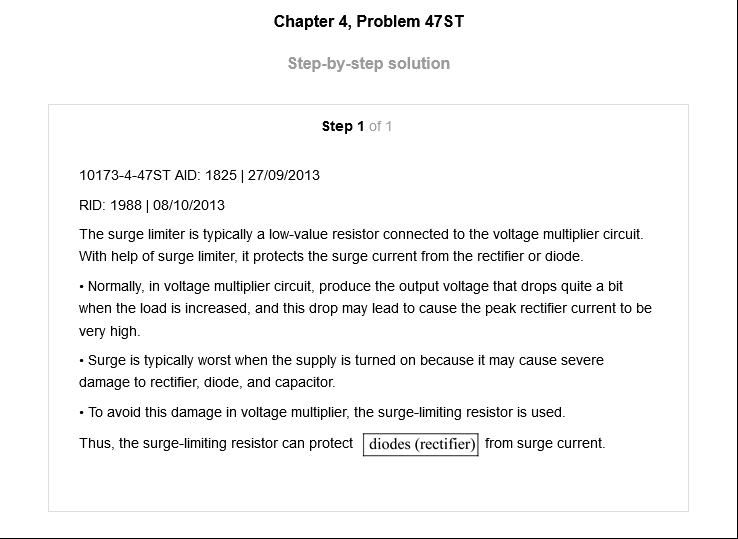 Chapter 4, Problem 47ST
Step-by-step solution
Step 1 of 1
10173-4-47ST AID: 1825 | 27/09/2013
RID: 1988 | 08/10/2013
The surge limiter is typically a low-value resistor connected to the voltage multiplier circuit.
With help of surge limiter, it protects the surge current from the rectifier or diode.
• Normally, in voltage multiplier circuit, produce the output voltage that drops quite a bit
when the load is increased, and this drop may lead to cause the peak rectifier current to be
very high.
• Surge is typically worst when the supply is turned on because it may cause severe
damage to rectifier, diode, and capacitor.
• To avoid this damage in voltage multiplier, the surge-limiting resistor is used.
Thus, the surge-limiting resistor can protect diodes (rectifier) from surge current.